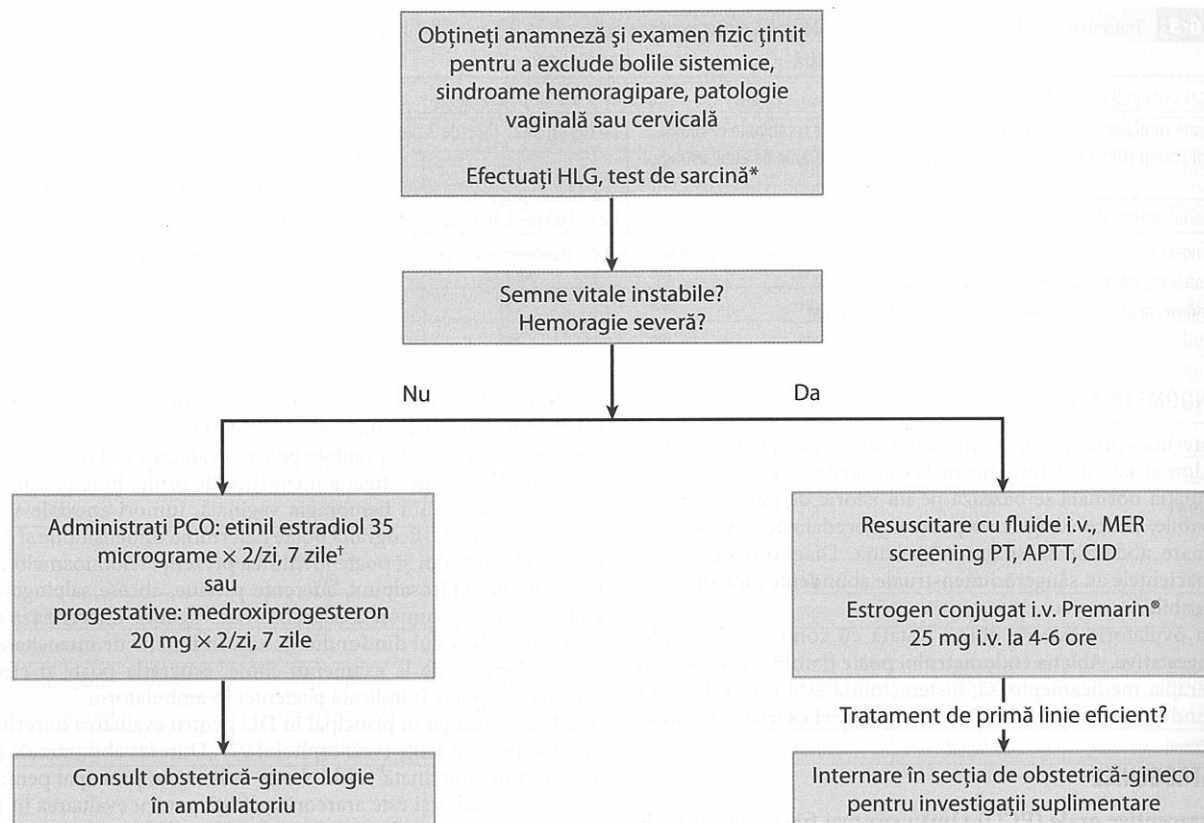 Obțineți anamneză și examen fizic țintit
pentru a exclude bolile sistemice,
sindroame hemoragipare, patologie
vaginală sau cervicală
Efectuați HLG, test de sarcină*
Semne vitale instabile?
Hemoragie severă?
Nu
Da
Administrați PCO: etinil estradiol 35
micrograme × 2/zi, 7 zile†
sau
progestative: medroxiprogesteron
20 mg × 2/zi, 7 zile
Resuscitare cu fluide i.v., MER
screening PT, APTT, CID
Estrogen conjugat i.v. Premarin®
25 mg i.v. la 4-6 ore
Tratament de primă linie eficient?
Consult obstetrică-ginecologie
în ambulatoriu
Internare în secția de obstetrică-gineco
pentru investigații suplimentare